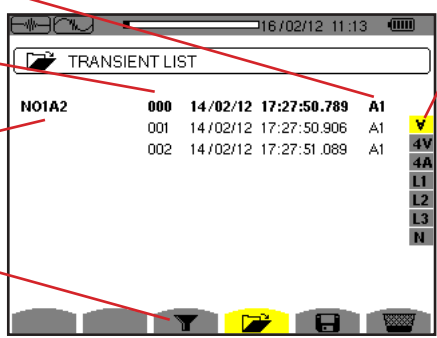 16/02/12 11:13
TRANSIENT LIST
NO1A2 000 14/02/12 17:27:50.789 A1
001 14/02/12 17:27:50.906 A1
002 14/02/12 17:27:51.089 A1
∀
4V
4A
L1
L2
L3
N